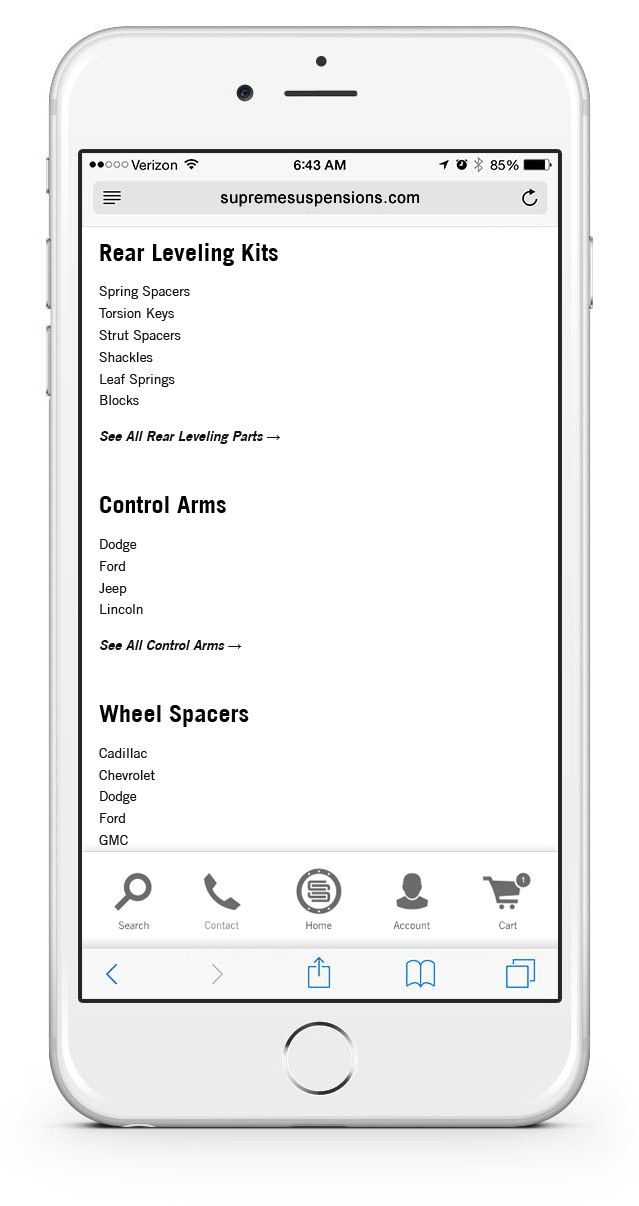 Verizon 6:43 AM 85%
supremesuspensions.com
Rear Leveling Kits
Spring Spacers
Torsion Keys
Strut Spacers
Shackles
Leaf Springs
Blocks
See All Rear Leveling Parts →
Control Arms
Dodge
Ford
Jeep
Lincoln
See All Control Arms →
Wheel Spacers
Cadillac
Chevrolet
Dodge
Ford
GMC
1
Search Contact Home Account Cart